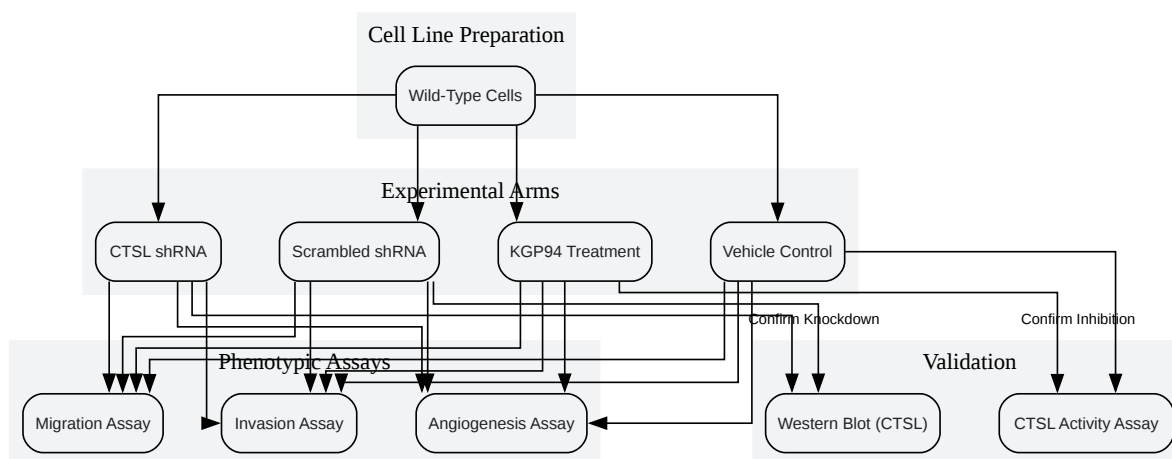 Cell Line Preparation
Wild-Type Cells
Experimental Arms
CTSL shRNA
Scrambled shRNA
KGP94 Treatment
Vehicle Control
Confirm Knockdown
Confirm Inhibition
Phenotypic Assays
Validation
Migration Assay
Invasion Assay
Angiogenesis Assay
Western Blot (CTSL)
CTSL Activity Assay